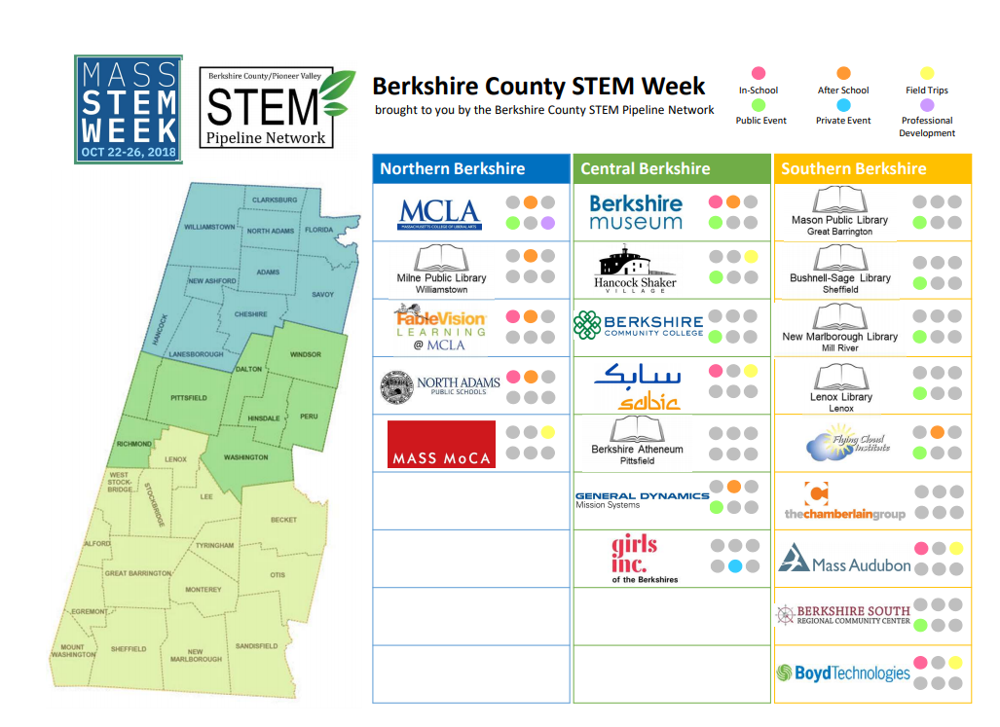 MASS
STEM
WEEK
OCT 22-26, 2018
Berkshire County/Pioneer Valley
STEM
Pipeline Network
Berkshire County STEM Week
brought to you by the Berkshire County STEM Pipeline Network
In-School
After School
Field Trips
Public Event
Private Event
Professional
Development
Northern Berkshire
MCLA
MASSACHUSETTS COLLEGE OF LIBERAL ARTS
Milne Public Library
Williamstown
FableVision
LEARNING
@ MCLA
NORTH ADAMS
PUBLIC SCHOOLS
MASS MoCA
Central Berkshire
Berkshire
museum
Hancock Shaker
VILLAGE
BERKSHIRE
COMMUNITY COLLEGE
سابك
sabic
Berkshire Atheneum
Pittsfield
GENERAL DYNAMICS
Mission Systems
girls
inc.
of the Berkshires
Southern Berkshire
Mason Public Library
Great Barrington
Bushnell-Sage Library
Sheffield
New Marlborough Library
Mill River
Lenox Library
Lenox
Flying Cloud
Institute
thechamberlaingroup
Mass Audubon
BERKSHIRE SOUTH
REGIONAL COMMUNITY CENTER
BoydTechnologies
CLARKSBURG
WILLIAMSTOWN
NORTH ADAMS
FLORIDA
ADAMS
NEW ASHFORD
SAVOY
CHESHIRE
HANCOCK
LANESBOROUGH
WINDSOR
DALTON
PITTSFIELD
HINSDALE
PERU
RICHMOND
WASHINGTON
LENOX
WEST
STOCK-
BRIDGE
STOCKBRIDGE
LEE
BECKET
ALFORD
TYRINGHAM
GREAT BARRINGTON
OTIS
MONTEREY
EGREMONT
MOUNT
WASHINGTON
SHEFFIELD
NEW
MARLBOROUGH
SANDISFIELD